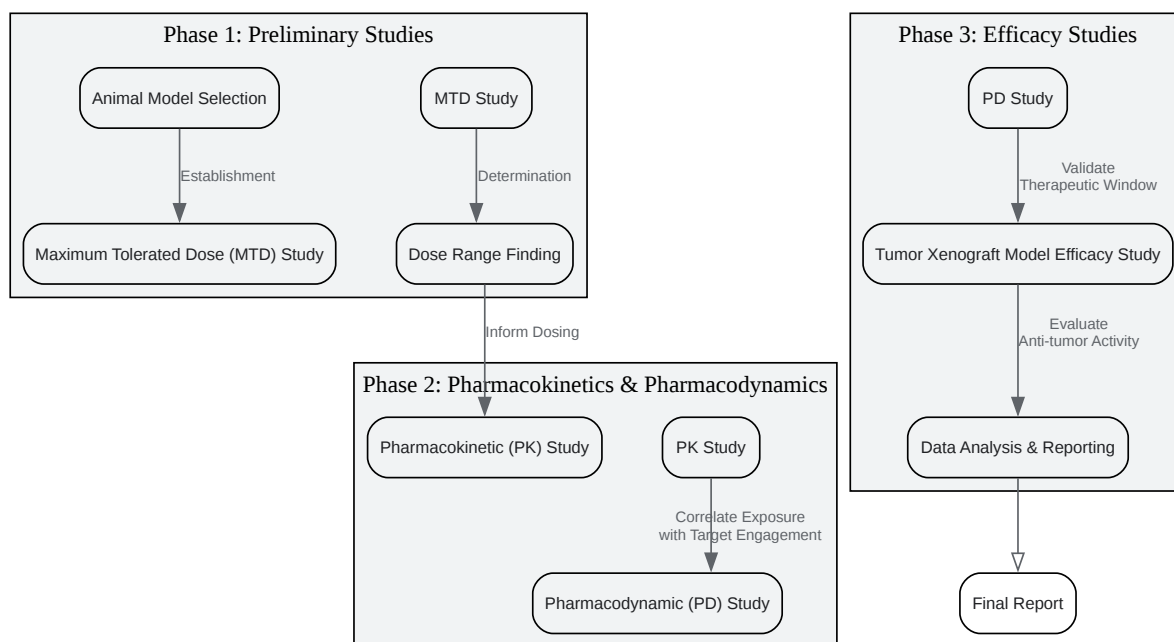 Phase 1: Preliminary Studies
Animal Model Selection
MTD Study
Establishment
Determination
Maximum Tolerated Dose (MTD) Study
Dose Range Finding
Inform Dosing
Phase 2: Pharmacokinetics & Pharmacodynamics
Pharmacokinetic (PK) Study
PK Study
Correlate Exposure
with Target Engagement
Pharmacodynamic (PD) Study
Phase 3: Efficacy Studies
PD Study
Validate
Therapeutic Window
Tumor Xenograft Model Efficacy Study
Evaluate
Anti-tumor Activity
Data Analysis & Reporting
Final Report